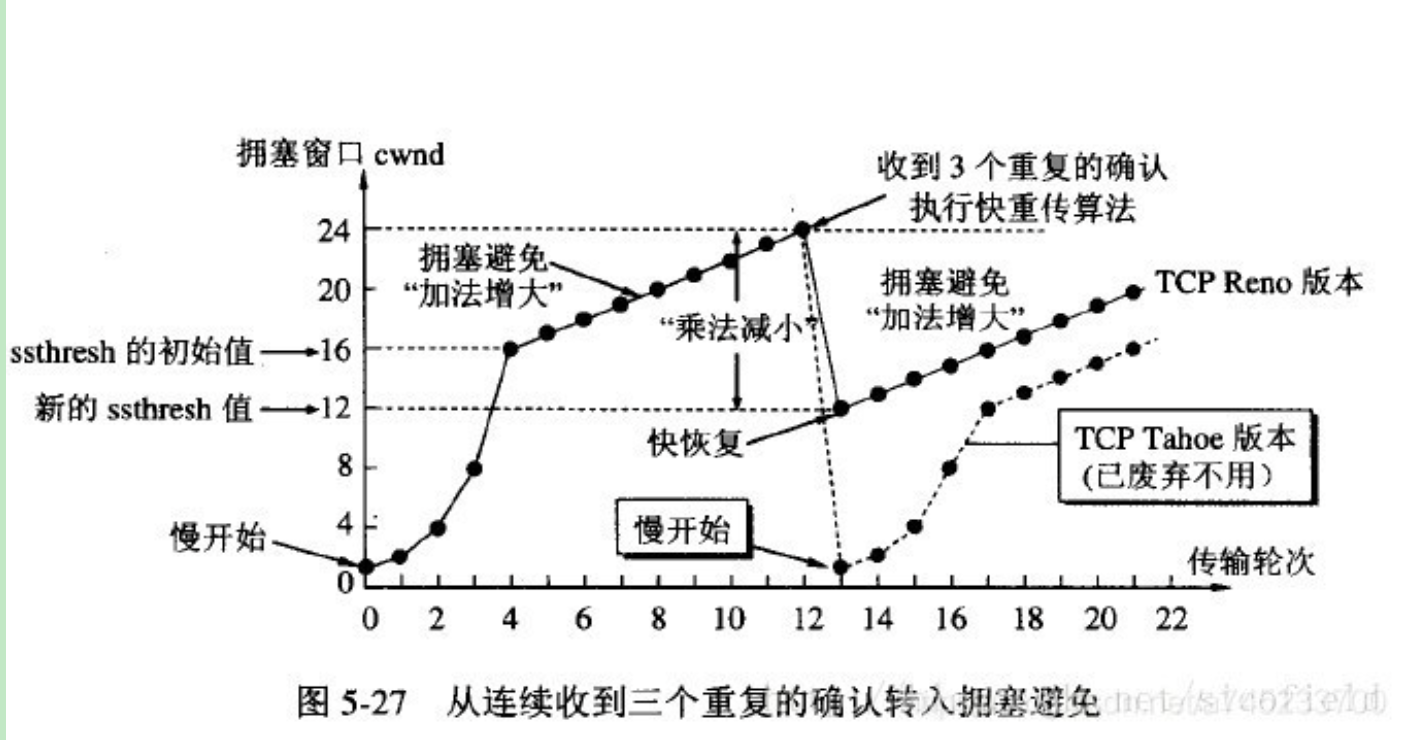 拥塞窗口 cwnd
收到 3 个重复的确认
执行快重传算法
24
拥塞避免
“加法增大”
拥塞避免
“加法增大”
TCP Reno 版本
20
“乘法减小”
ssthresh 的初始值
16
新的 ssthresh 值
12
快恢复
TCP Tahoe 版本
(已废弃不用)
8
慢开始
4
慢开始
传输轮次
0
0 2 4 6 8 10 12 14 16 18 20 22
图 5-27 从连续收到三个重复的确认转入拥塞避免